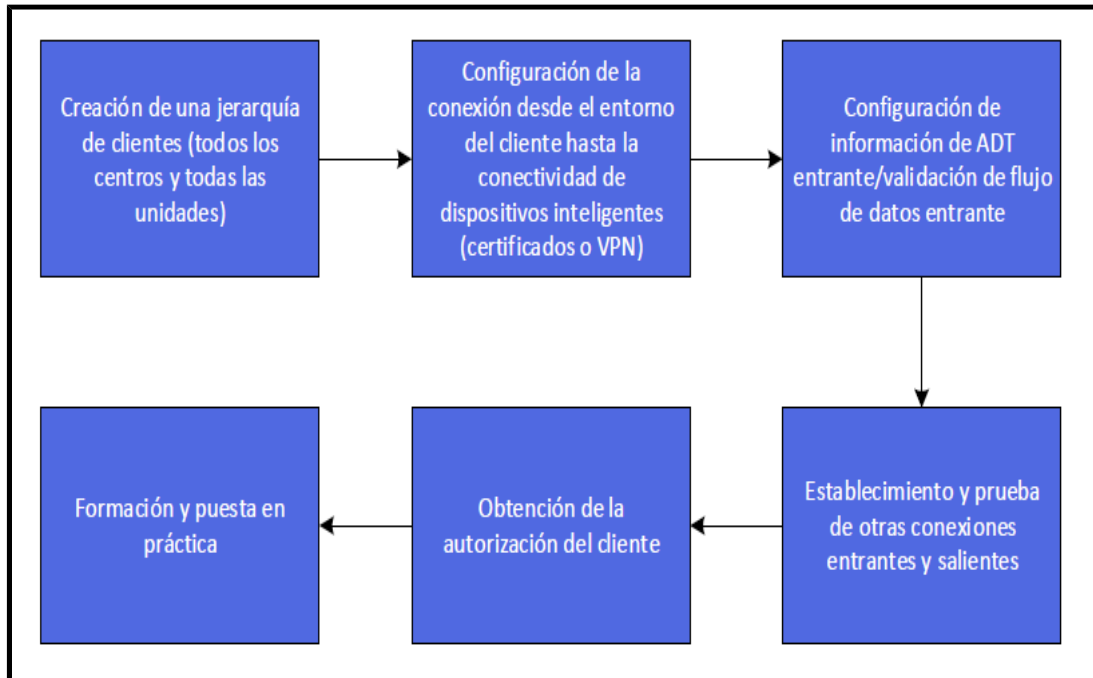 Creación de una jerarquía
de clientes (todos los
centros y todas las
unidades)
Configuración de la
conexión desde el entorno
del cliente hasta la
conectividad de
dispositivos inteligentes
(certificados o VPN)
Configuración de
información de ADT
entrante/validación de flujo
de datos entrante
Establecimiento y prueba
de otras conexiones
entrantes y salientes
Obtención de la
autorización del cliente
Formación y puesta en
práctica